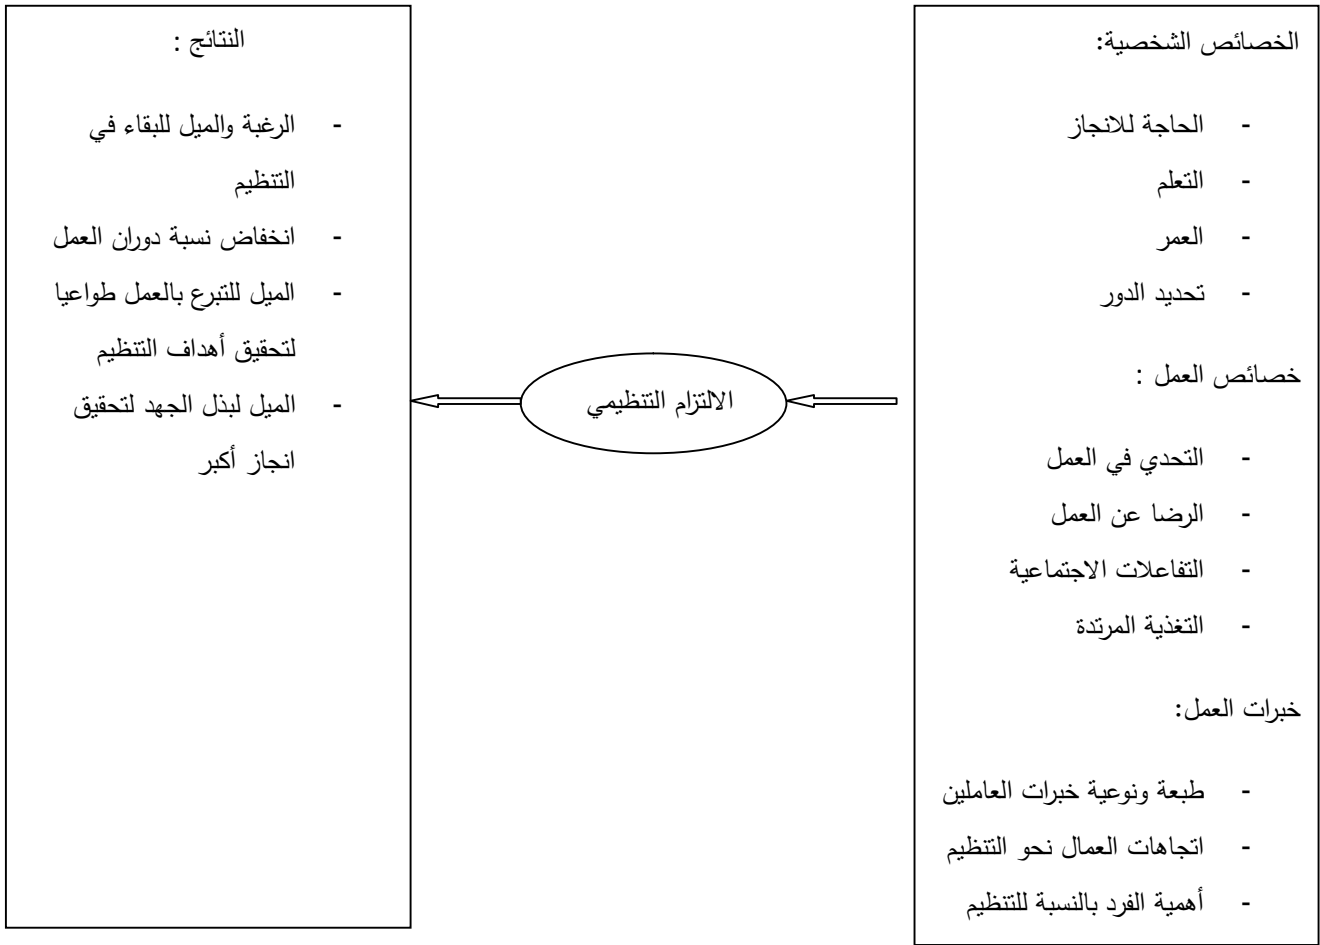 الخصائص الشخصية:
- الحاجة للانجاز
- التعلم
- العمر
- تحديد الدور
خصائص العمل :
- التحدي في العمل
- الرضا عن العمل
- التفاعلات الاجتماعية
- التغذية المرتدة
خبرات العمل:
- طبعة ونوعية خبرات العاملين
- اتجاهات العمال نحو التنظيم
- أهمية الفرد بالنسبة للتنظيم
الالتزام التنظيمي
النتائج :
- الرغبة والميل للبقاء في
التنظيم
- انخفاض نسبة دوران العمل
- الميل للتبرع بالعمل طواعيا
لتحقيق أهداف التنظيم
- الميل لبذل الجهد لتحقيق
انجاز أكبر